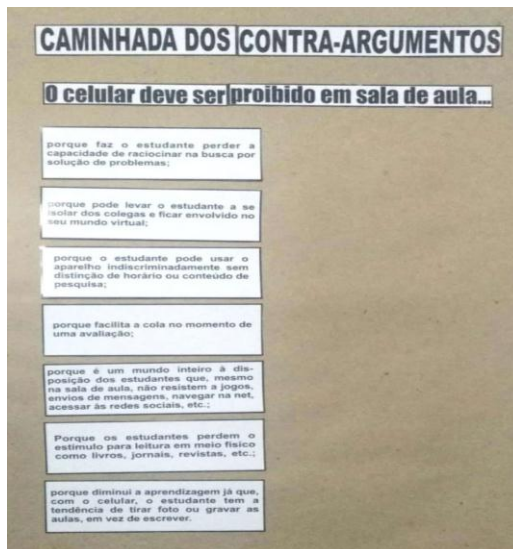 CAMINHADA DOS CONTRA-ARGUMENTOS
O celular deve ser proibido em sala de aula...
porque faz o estudante perder a
capacidade de raciocinar na busca por
solução de problemas;
porque pode levar o estudante a se
isolar dos colegas e ficar envolvido no
seu mundo virtual;
porque o estudante pode usar o
aparelho indiscriminadamente sem
distinção de horário ou conteúdo de
pesquisa;
porque facilita a cola no momento de
uma avaliação;
porque é um mundo inteiro à dis-
posição dos estudantes que, mesmo
na sala de aula, não resistem a jogos,
envios de mensagens, navegar na net,
acessar às redes sociais, etc.;
Porque os estudantes perdem o
estímulo para leitura em meio físico
como livros, jornais, revistas, etc.;
porque diminui a aprendizagem já que,
com o celular, o estudante tem a
tendência de tirar foto ou gravar as
aulas, em vez de escrever.